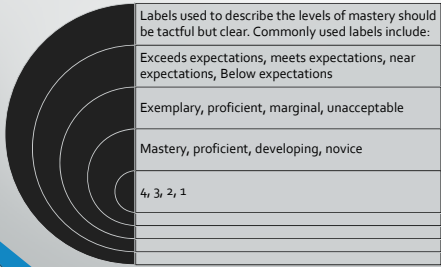 Labels used to describe the levels of mastery should
be tactful but clear. Commonly used labels include:
Exceeds expectations, meets expectations, near
expectations, Below expectations
Exemplary, proficient, marginal, unacceptable
Mastery, proficient, developing, novice
4, 3, 2, 1